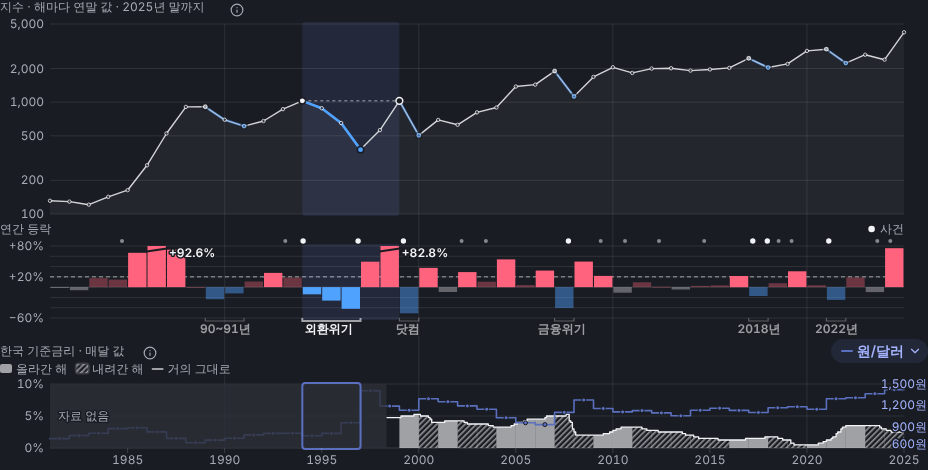 지수 · 해마다 연말 값 · 2025년 말까지 ⓘ
5,000
2,000
1,000
500
200
100
연간 등락
사건
+80%
+92.6%
+82.8%
+20%
−60%
90~91년
외환위기
닷컴
금융위기
2018년
2022년
한국 기준금리 · 매달 값 ⓘ
원/달러
올라간 해
내려간 해
거의 그대로
10%
1,500원
1,200원
자료 없음
5%
900원
600원
0%
1985
1990
1995
2000
2005
2010
2015
2020
2025